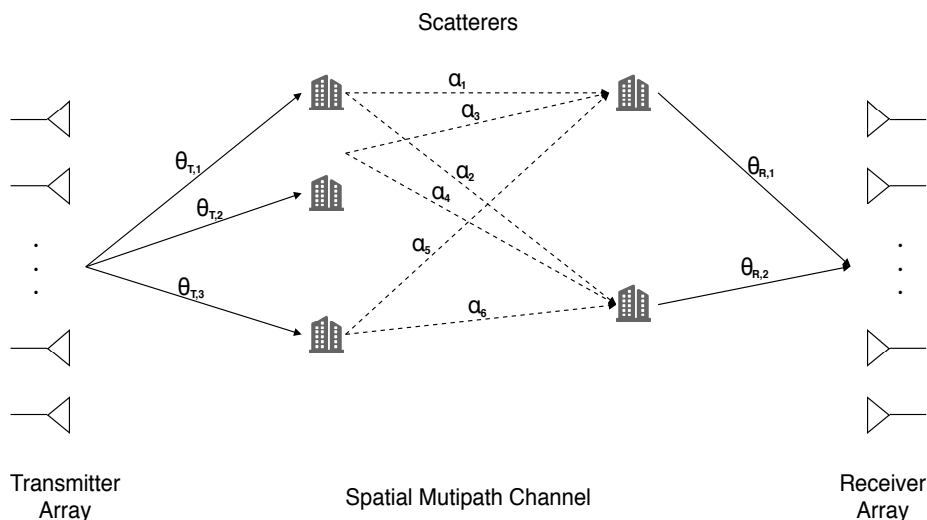 Scatterers
α₁
α₃
θT,1
θR,1
α₂
α₄
θT,2
α₅
θR,2
θT,3
α₆
Transmitter
Array
Spatial Mutipath Channel
Receiver
Array